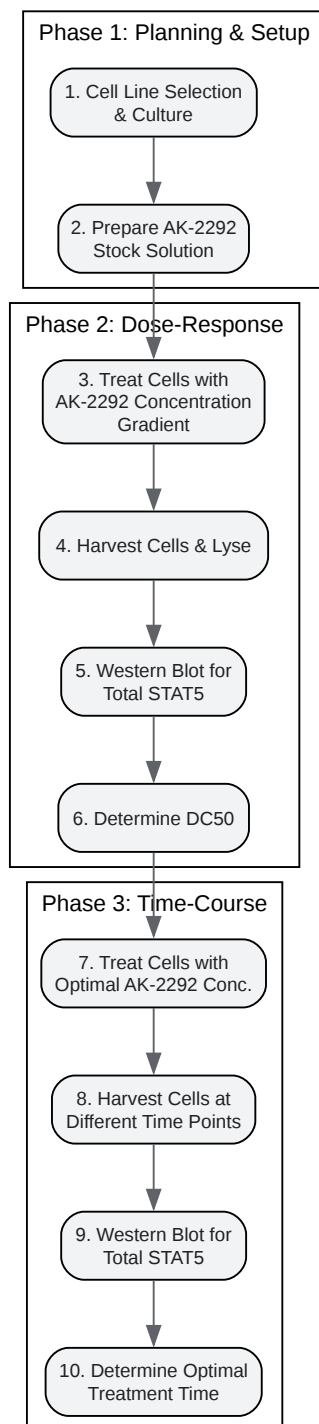 Phase 1: Planning & Setup
1. Cell Line Selection
& Culture
2. Prepare AK-2292
Stock Solution
Phase 2: Dose-Response
3. Treat Cells with
AK-2292 Concentration
Gradient
4. Harvest Cells & Lyse
5. Western Blot for
Total STAT5
6. Determine DC50
Phase 3: Time-Course
7. Treat Cells with
Optimal AK-2292 Conc.
8. Harvest Cells at
Different Time Points
9. Western Blot for
Total STAT5
10. Determine Optimal
Treatment Time